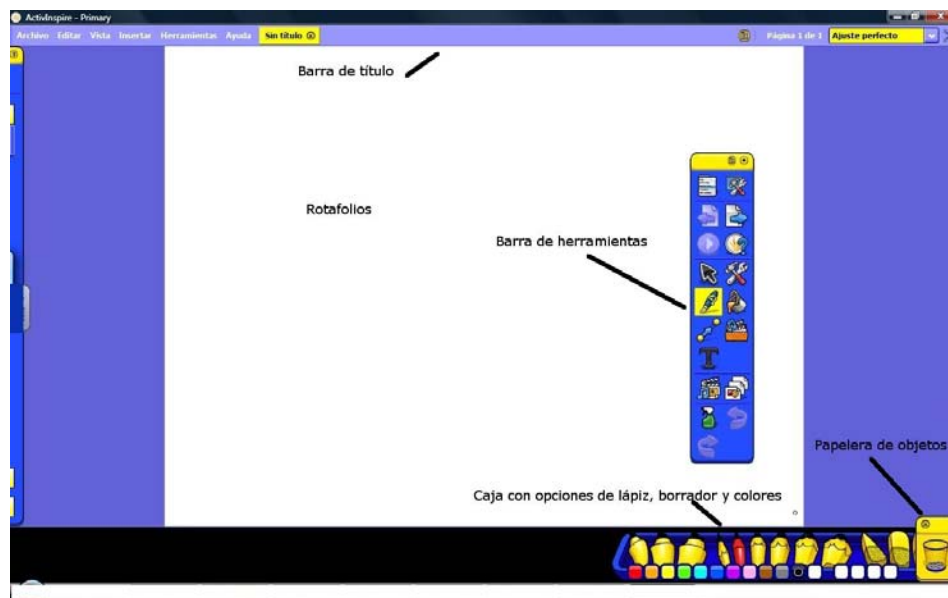 ActivInspire - Primary
Archivo Editar Vista Insertar Herramientas Ayuda Sin título Página 1 de 1 Ajuste perfecto
Barra de título
Rotafolios
Barra de herramientas
Papelera de objetos
Caja con opciones de lápiz, borrador y colores